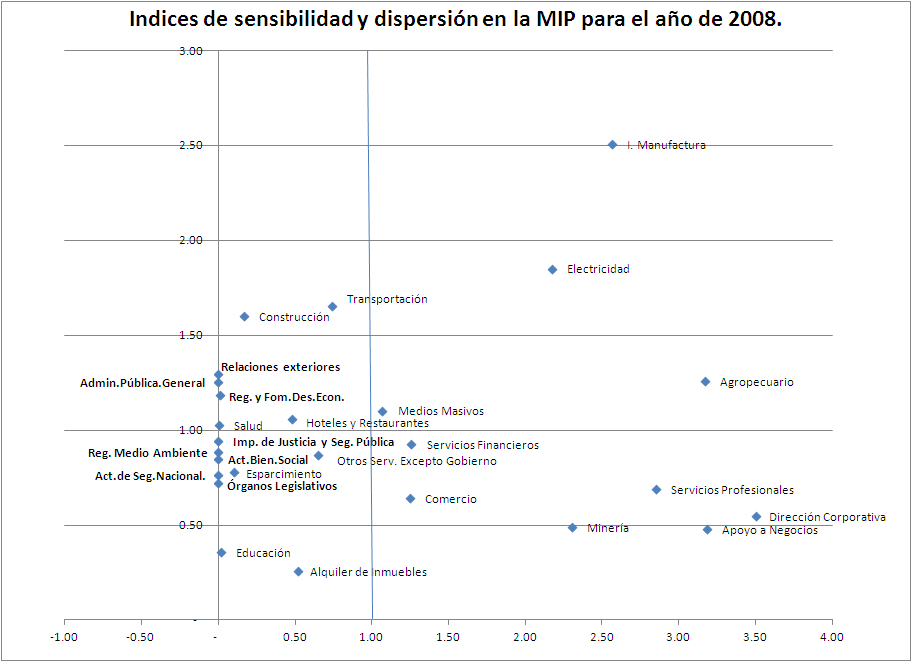 Indices de sensibilidad y dispersión en la MIP para el año de 2008.
3.00
2.50
I. Manufactura
2.00
Electricidad
Transportación
Construcción
1.50
Relaciones exteriores
Admin.Pública.General
Agropecuario
Reg. y Fom.Des.Econ.
Medios Masivos
Hoteles y Restaurantes
Salud
1.00
Imp. de Justicia y Seg. Pública
Servicios Financieros
Reg. Medio Ambiente
Act.Bien.Social
Otros Serv. Excepto Gobierno
Act.de Seg.Nacional.
Esparcimiento
Órganos Legislativos
Servicios Profesionales
Comercio
Dirección Corporativa
0.50
Minería
Apoyo a Negocios
Educación
Alquiler de Inmuebles
-
-1.00 -0.50 - 0.50 1.00 2.00 2.50 3.00 4.00